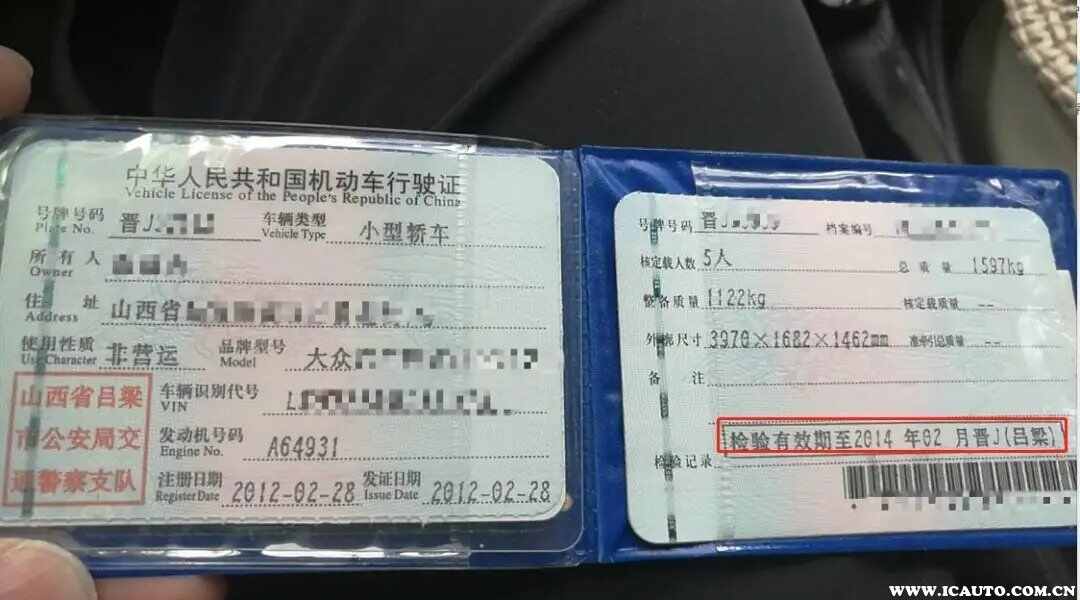 中华人民共和国机动车行驶证
Vehicle License of the People's Republic of China
号牌号码 晋J 车辆类型 小型轿车
Plate No. Vehicle Type
所有人
Owner
住址 山西省
Address
使用性质 非营运 品牌型号 大众
Use Character Model
山西省吕梁市公安局交通警察支队
车辆识别代号 L
VIN
发动机号码 A64931
Engine No.
注册日期 2012-02-28 发证日期 2012-02-28
Register Date Issue Date
号牌号码 晋J 档案编号
核定载人数 5人 总质量 1597kg
整备质量 1122kg 核定载质量 --
外廓尺寸 3970×1682×1462mm 准牵引总质量 --
备注
检验有效期至2014年02月晋J(吕梁)
检验记录
WWW.ICAUTO.COM.CN